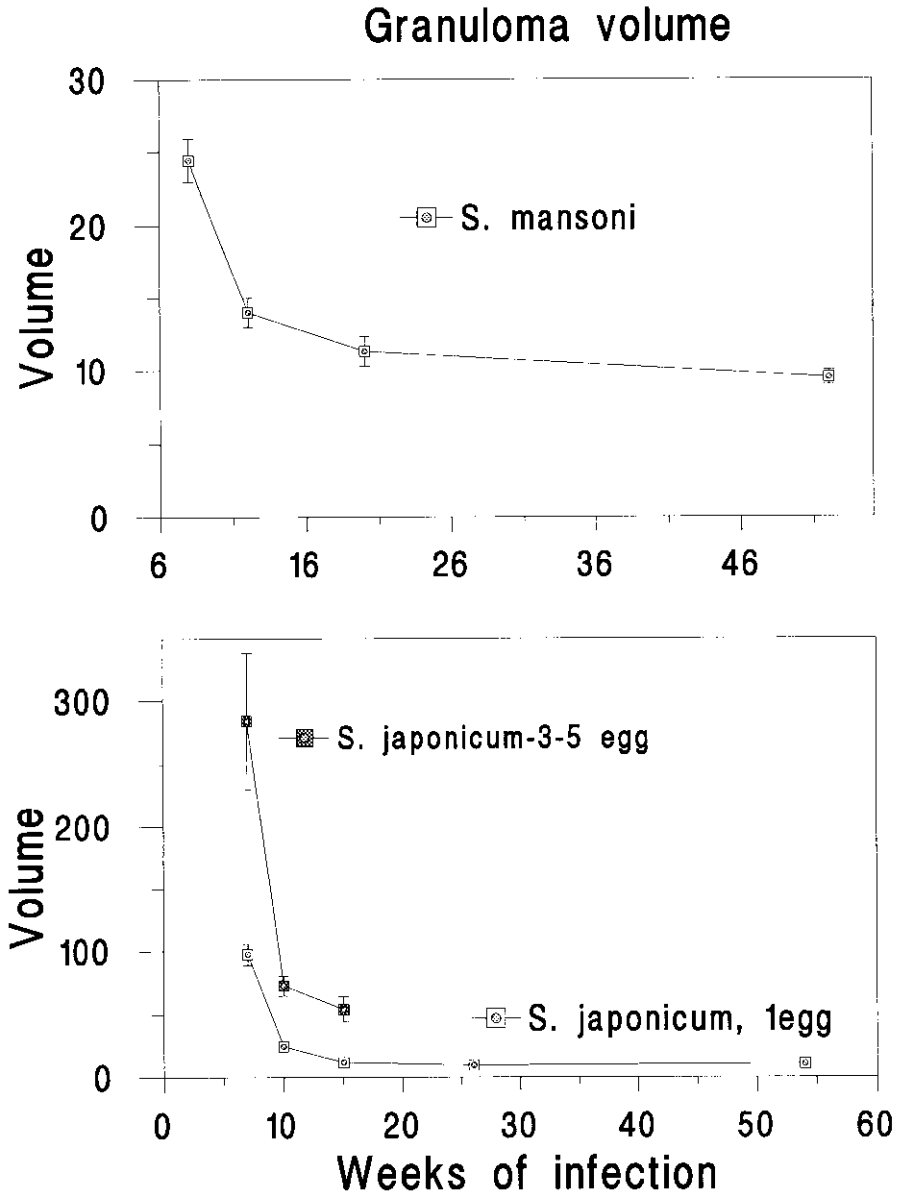 Granuloma volume
30
20
10
0
Volume
S. mansoni
6 16 26 36 46
300
200
100
0
Volume
S. japonicum-3-5 egg
S. japonicum, 1egg
0 10 20 30 40 50 60
Weeks of infection